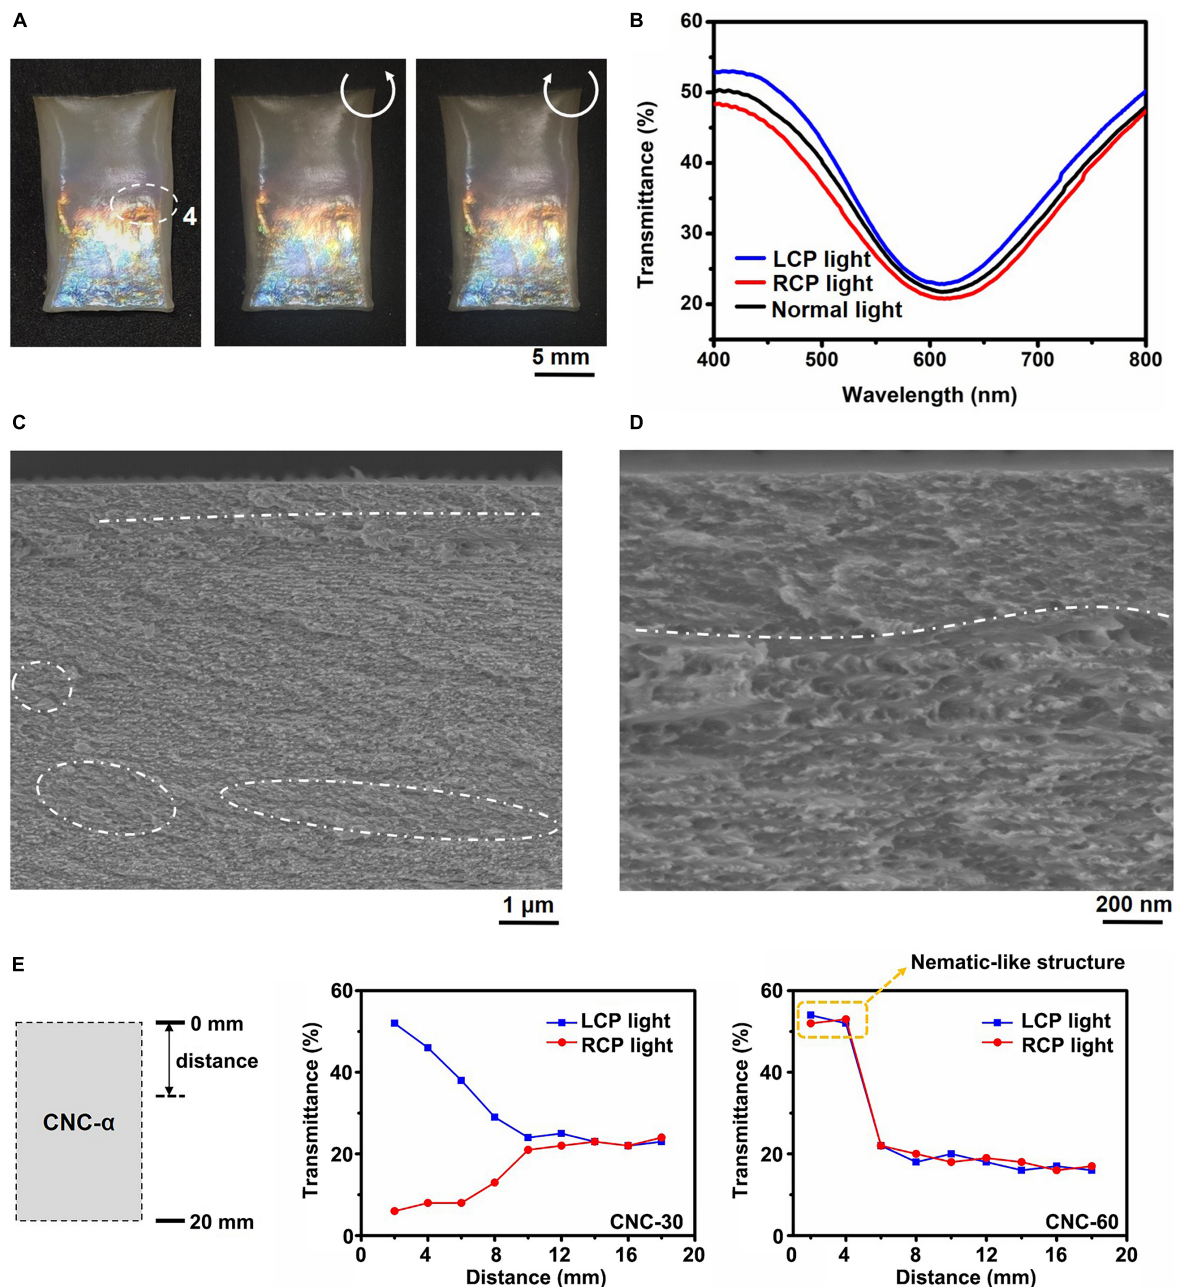 A
4
5 mm
B
Transmittance (%)
60
50
40
30
20
LCP light
RCP light
Normal light
400 500 600 700 800
Wavelength (nm)
C
1 µm
D
200 nm
E
0 mm
distance
CNC-α
20 mm
Transmittance (%)
60
40
20
0
LCP light
RCP light
CNC-30
0 4 8 12 16 20
Distance (mm)
Nematic-like structure
Transmittance (%)
60
40
20
0
LCP light
RCP light
CNC-60
0 4 8 12 16 20
Distance (mm)